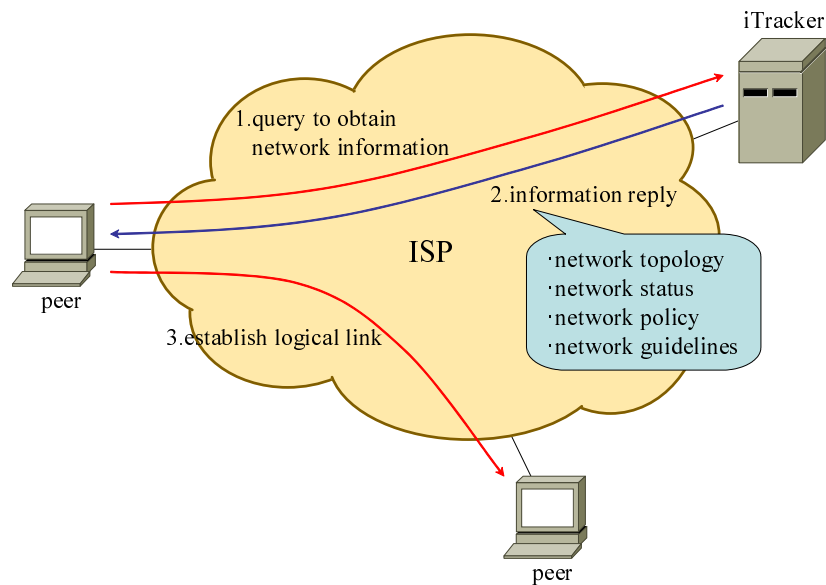 iTracker
1.query to obtain
network information
2.information reply
ISP
·network topology
·network status
·network policy
·network guidelines
peer
3.establish logical link
peer